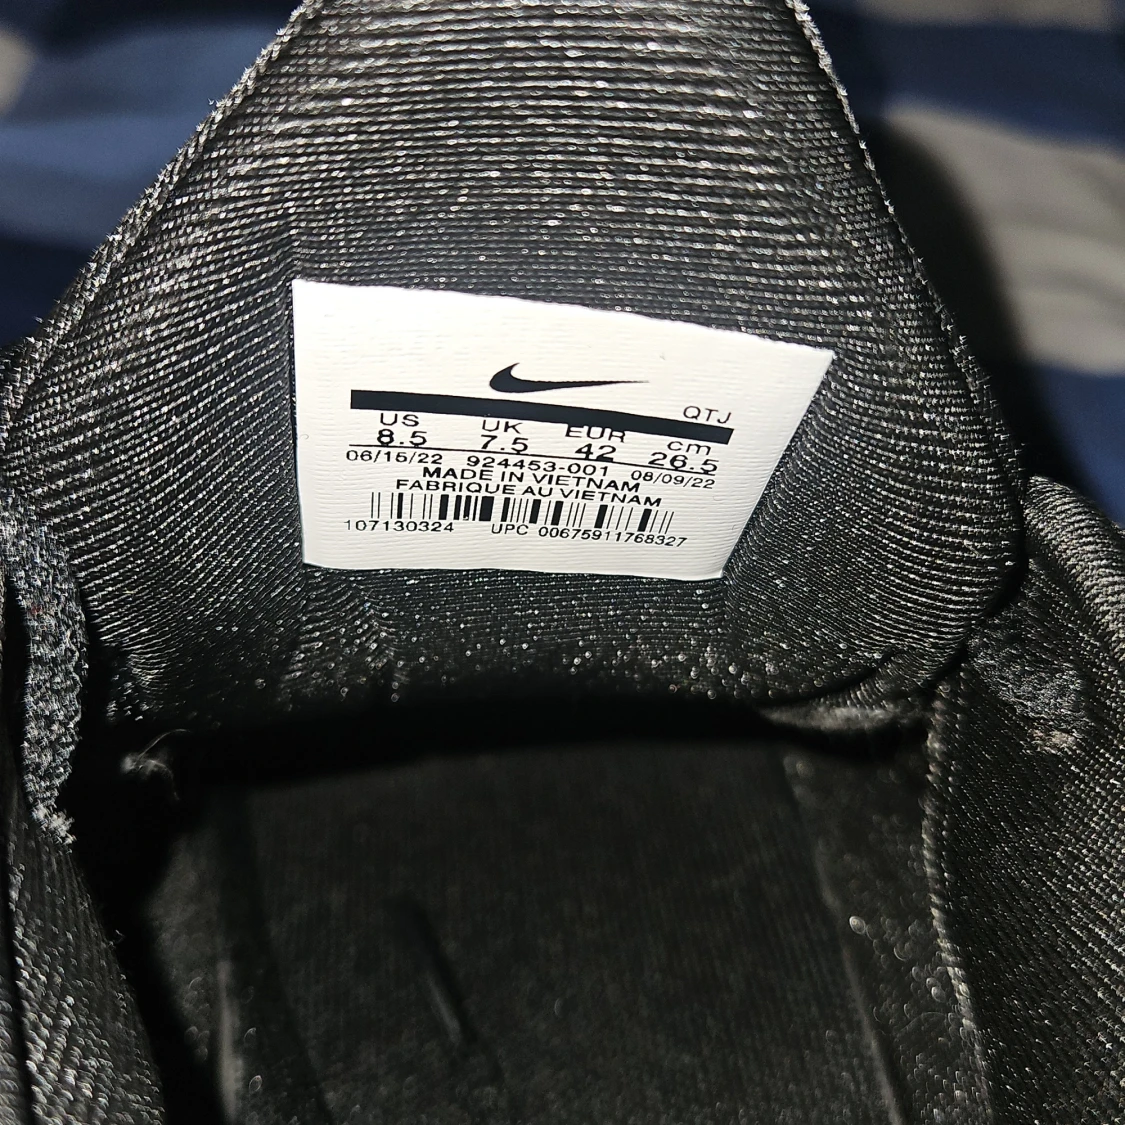 QTJ
US UK EUR cm
8.5 7.5 42 26.5
06/15/22 924453-001 08/09/22
MADE IN VIETNAM
FABRIQUE AU VIETNAM
107130324 UPC 00675911768327